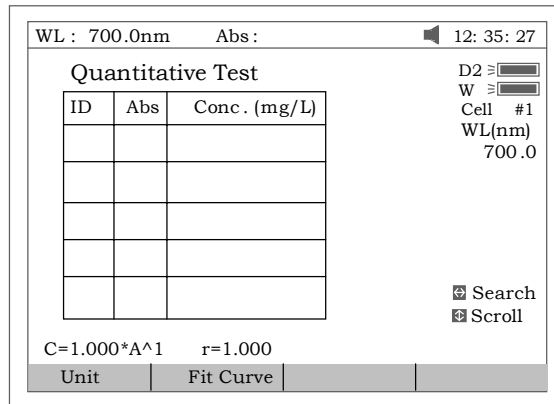 WL : 700.0nm Abs : 12: 35: 27
Quantitative Test
ID Abs Conc . (mg/L)
D2
W
Cell #1
WL(nm)
700.0
Search
Scroll
C=1.000*A^1 r=1.000
Unit Fit Curve